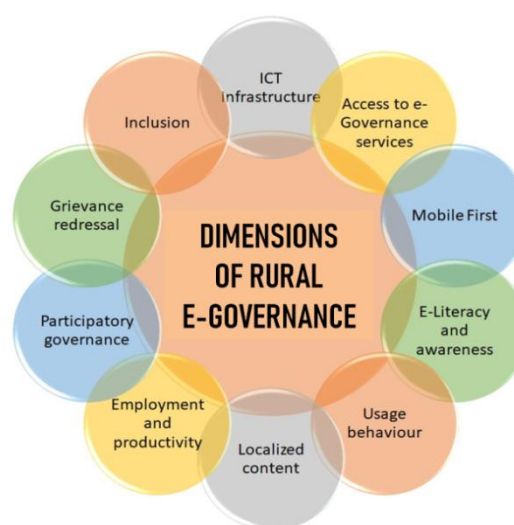 ICT
Infrastructure
Access to e-
Governance
services
Mobile First
E-Literacy
and
awareness
Usage
behaviour
Localized
content
Employment
and
productivity
Participatory
governance
Grievance
redressal
Inclusion
DIMENSIONS
OF RURAL
E-GOVERNANCE